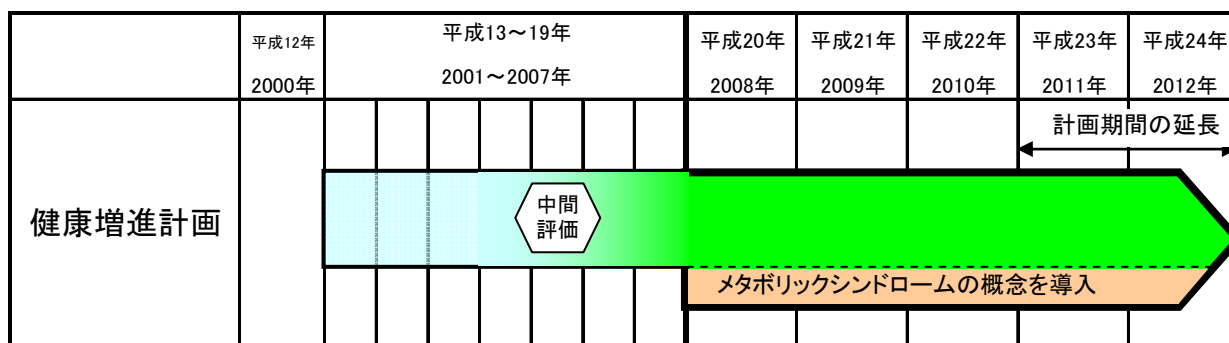 平成12年
2000年
平成13～19年
2001～2007年
平成20年
2008年
平成21年
2009年
平成22年
2010年
平成23年
2011年
平成24年
2012年
計画期間の延長
健康増進計画
中間
評価
メタボリックシンドロームの概念を導入